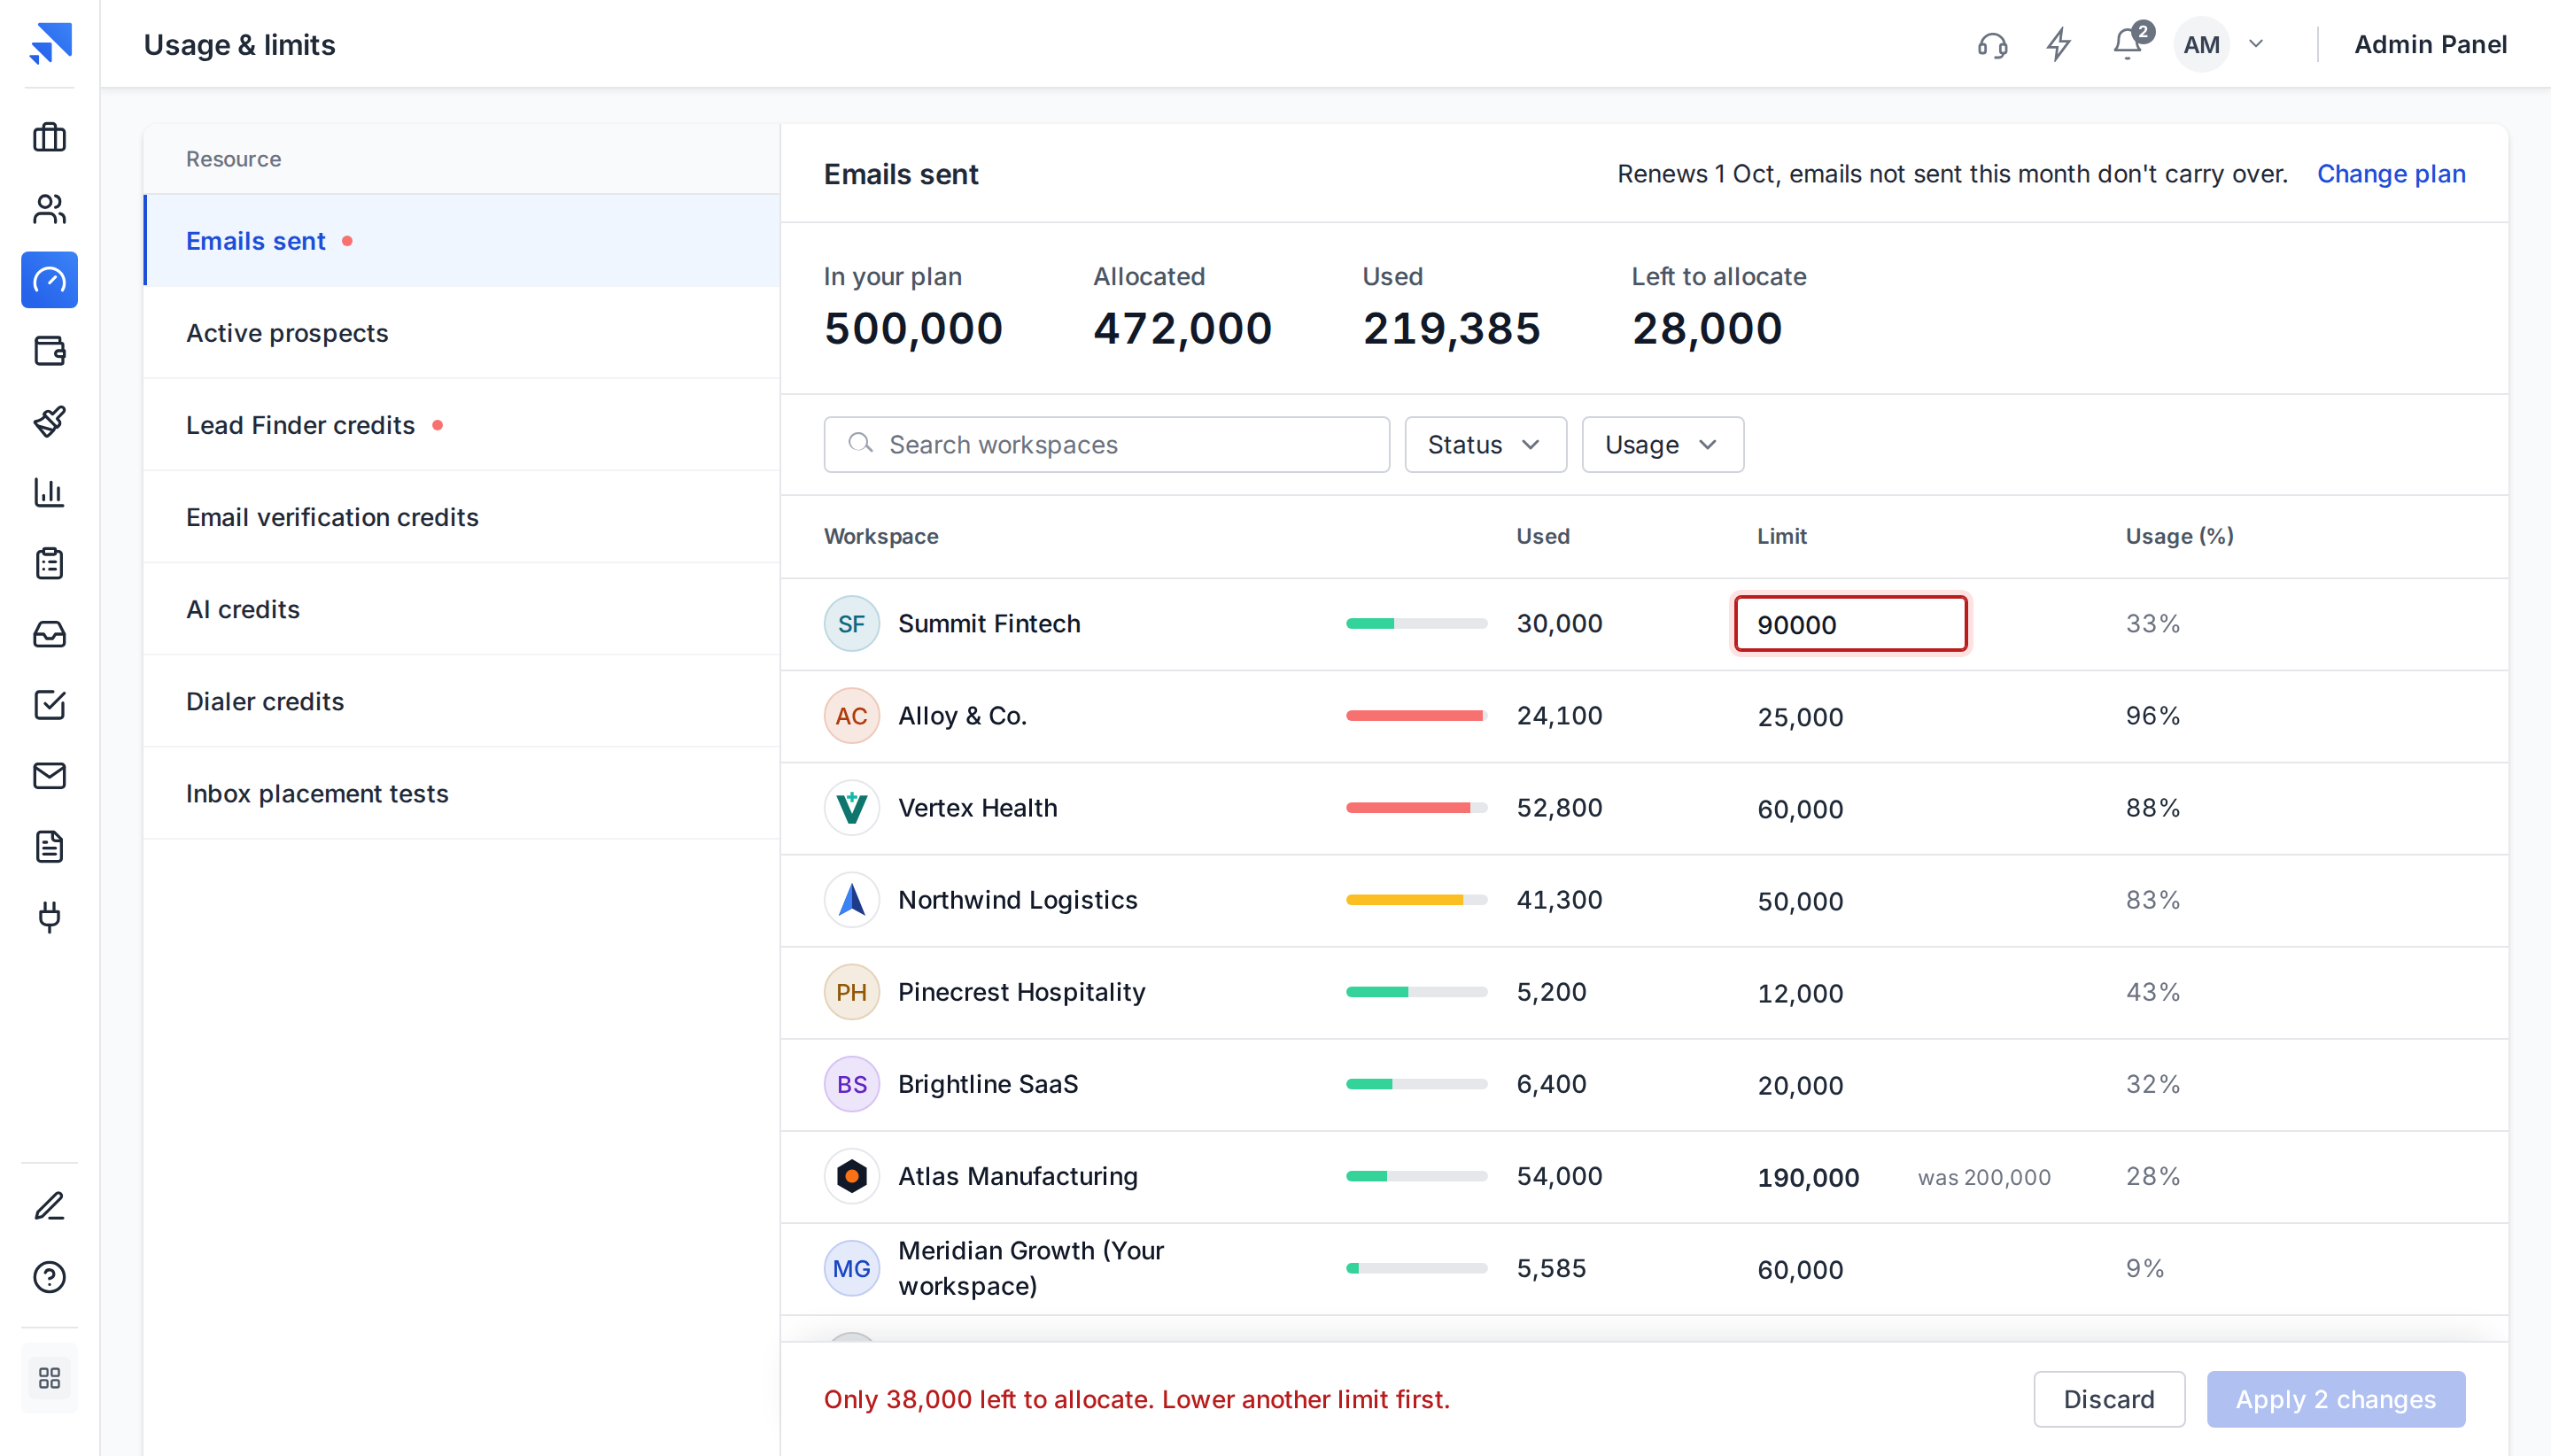 Usage & limits
2
AM
Admin Panel
Resource
Emails sent
Active prospects
Lead Finder credits
Email verification credits
AI credits
Dialer credits
Inbox placement tests
Emails sent
Renews 1 Oct, emails not sent this month don't carry over.
Change plan
In your plan
Allocated
Used
Left to allocate
500,000
472,000
219,385
28,000
Search workspaces
Status
Usage
Workspace
Used
Limit
Usage (%)
SF
Summit Fintech
30,000
90000
33%
AC
Alloy & Co.
24,100
25,000
96%
Vertex Health
52,800
60,000
88%
Northwind Logistics
41,300
50,000
83%
PH
Pinecrest Hospitality
5,200
12,000
43%
BS
Brightline SaaS
6,400
20,000
32%
Atlas Manufacturing
54,000
190,000
was 200,000
28%
MG
Meridian Growth (Your
workspace)
5,585
60,000
9%
Only 38,000 left to allocate. Lower another limit first.
Discard
Apply 2 changes